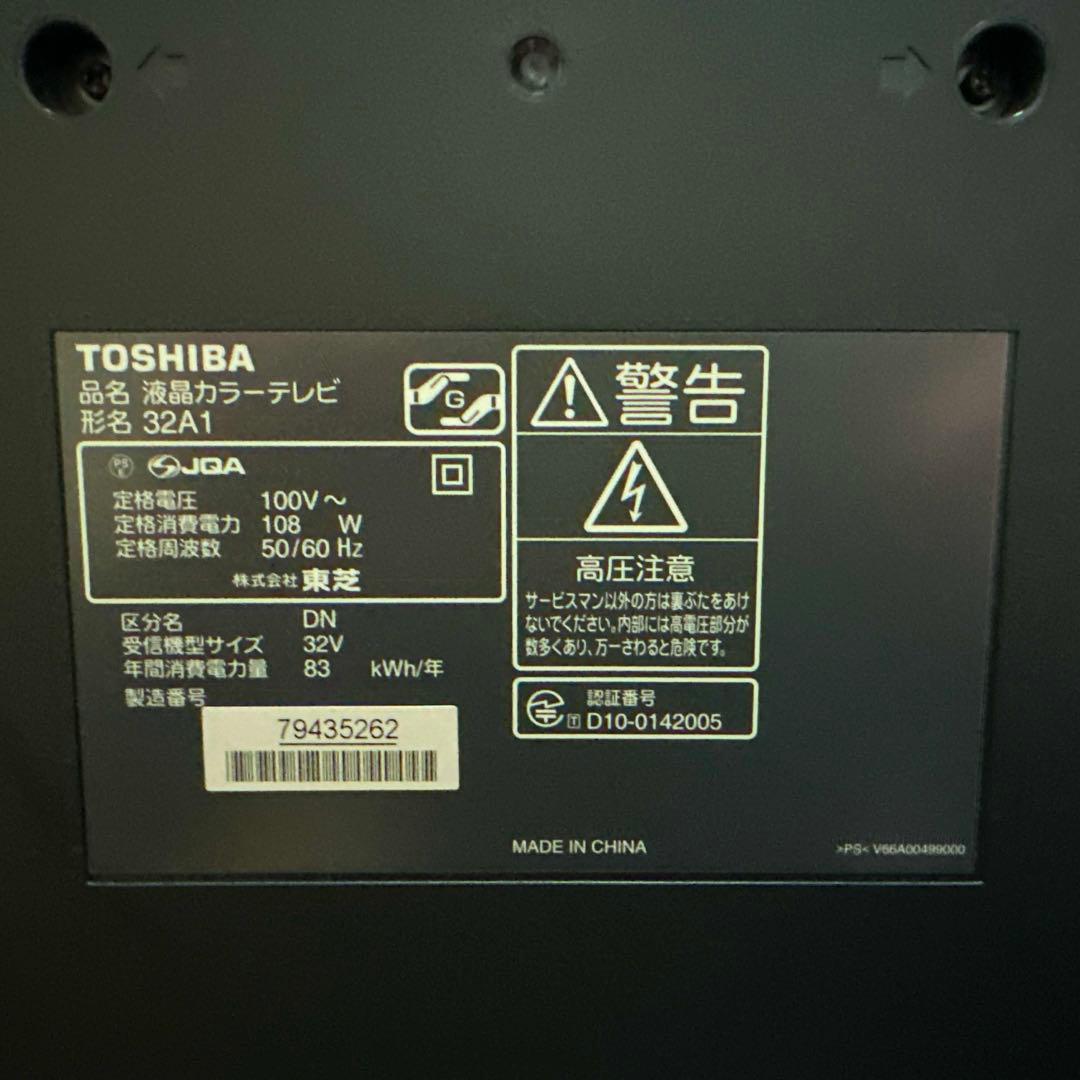 TOSHIBA
品名 液晶カラーテレビ
形名 32A1
G
PS
E
JQA
定格電圧 100V～
定格消費電力 108 W
定格周波数 50/60 Hz
株式会社 東芝
区分名 DN
受信機型サイズ 32V
年間消費電力量 83 kWh/年
製造番号
79435262
警告
高圧注意
サービスマン以外の方は裏ぶたをあけ
ないでください。内部には高電圧部分が
数多くあり、万一さわると危険です。
認証番号
T D10-0142005
MADE IN CHINA
>PS< V66A00499000